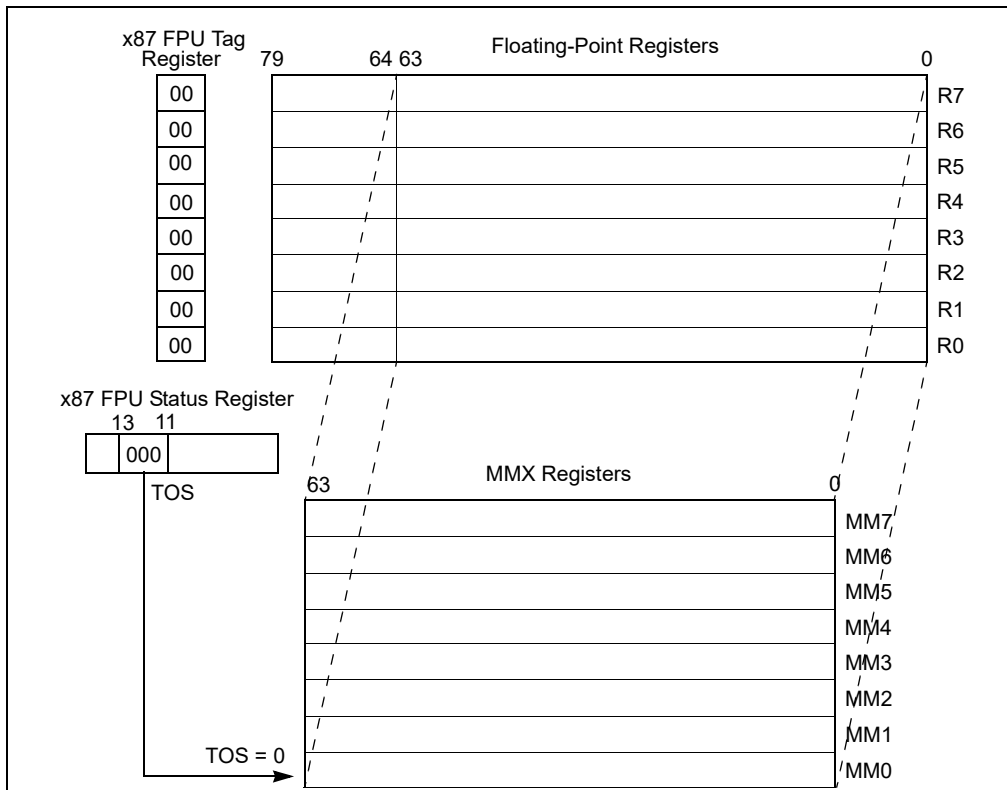 x87 FPU Tag
Register
Floating-Point Registers
79 64 63 0
00 R7
00 R6
00 R5
00 R4
00 R3
00 R2
00 R1
00 R0
x87 FPU Status Register
13 11
000
TOS
MMX Registers
63 0
MM7
MM6
MM5
MM4
MM3
MM2
MM1
TOS = 0
MM0